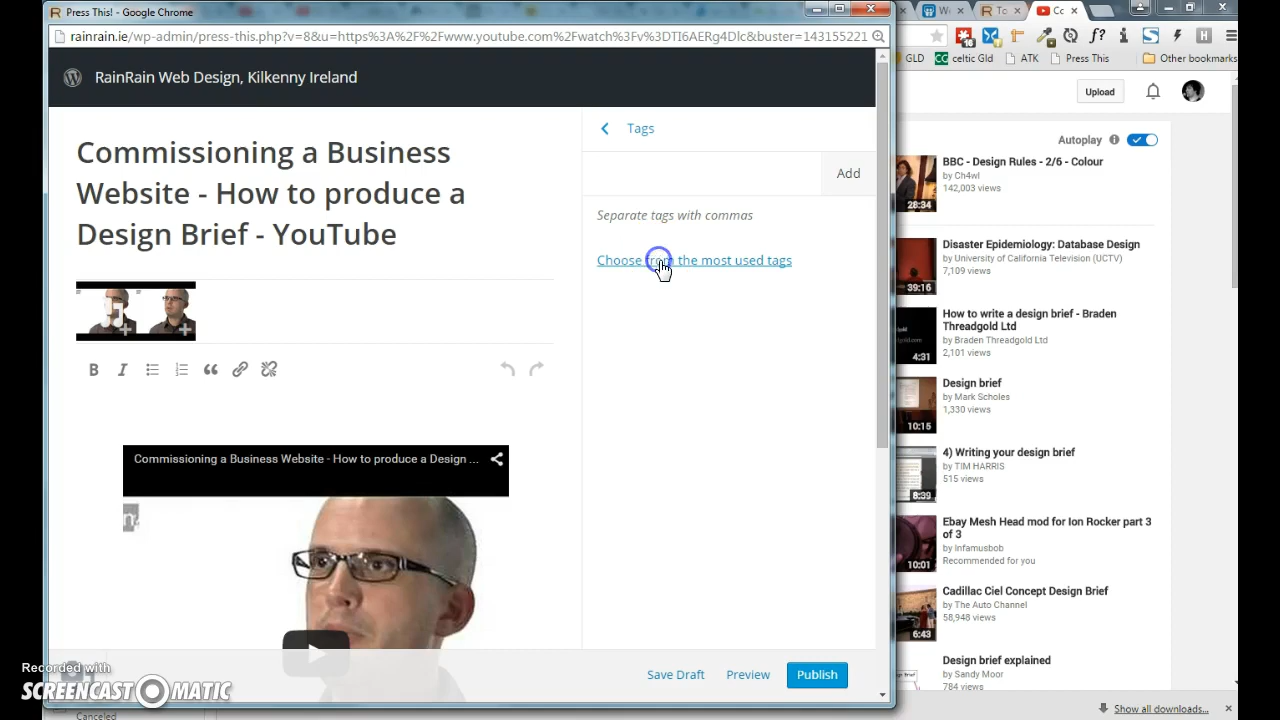 Press This! - Google Chrome
rainrain.ie/wp-admin/press-this.php?v=8&u=https%3A%2F%2Fwww.youtube.com%2Fwatch%3Fv%3DTI6AERg4Dlc&buster=143155221
RainRain Web Design, Kilkenny Ireland
Commissioning a Business
Website - How to produce a
Design Brief - YouTube
Tags
Add
Separate tags with commas
Choose from the most used tags
B I
Commissioning a Business Website - How to produce a Design ...
Save Draft
Preview
Publish
Recorded with
SCREENCAST MATIC
Canceled
W
To
Cc
16
f?
S
H
GLD
celtic Gld
ATK
Press This
Other bookmarks
Upload
Autoplay
BBC - Design Rules - 2/6 - Colour
by Ch4wl
142,003 views
28:34
Disaster Epidemiology: Database Design
by University of California Television (UCTV)
7,109 views
39:16
How to write a design brief - Braden
Threadgold Ltd
by Braden Threadgold Ltd
2,101 views
4:31
Design brief
by Mark Scholes
1,330 views
10:15
4) Writing your design brief
by TIM HARRIS
515 views
8:39
Ebay Mesh Head mod for Ion Rocker part 3
of 3
by Infamusbob
Recommended for you
10:01
Cadillac Ciel Concept Design Brief
by The Auto Channel
58,948 views
6:43
Design brief explained
by Sandy Moor
784 views
Show all downloads...